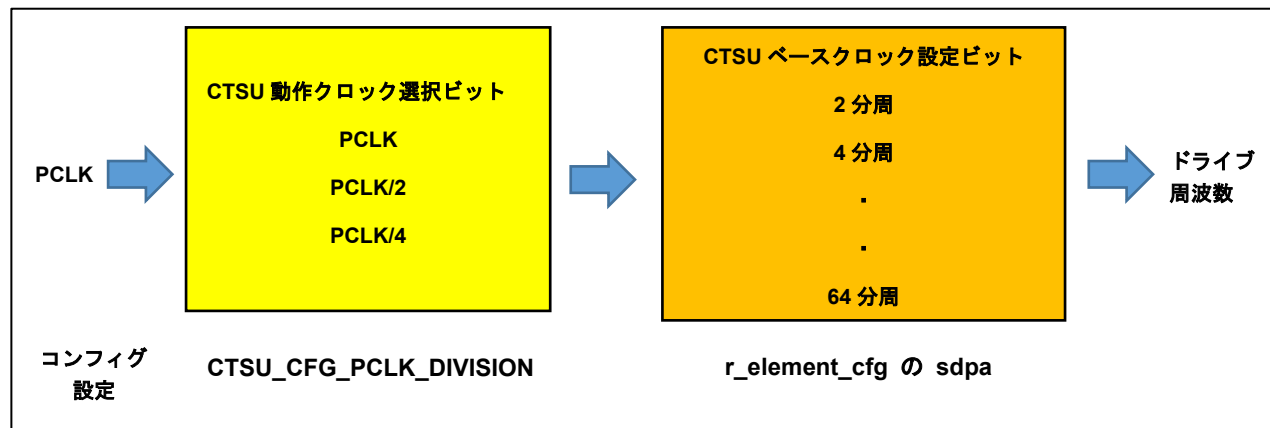 PCLK
CTSU 動作クロック選択ビット
PCLK
PCLK/2
PCLK/4
CTSU ベースクロック設定ビット
2 分周
4 分周
・
・
64 分周
ドライブ
周波数
コンフィグ
設定
CTSU_CFG_PCLK_DIVISION
r_element_cfg の sdpa